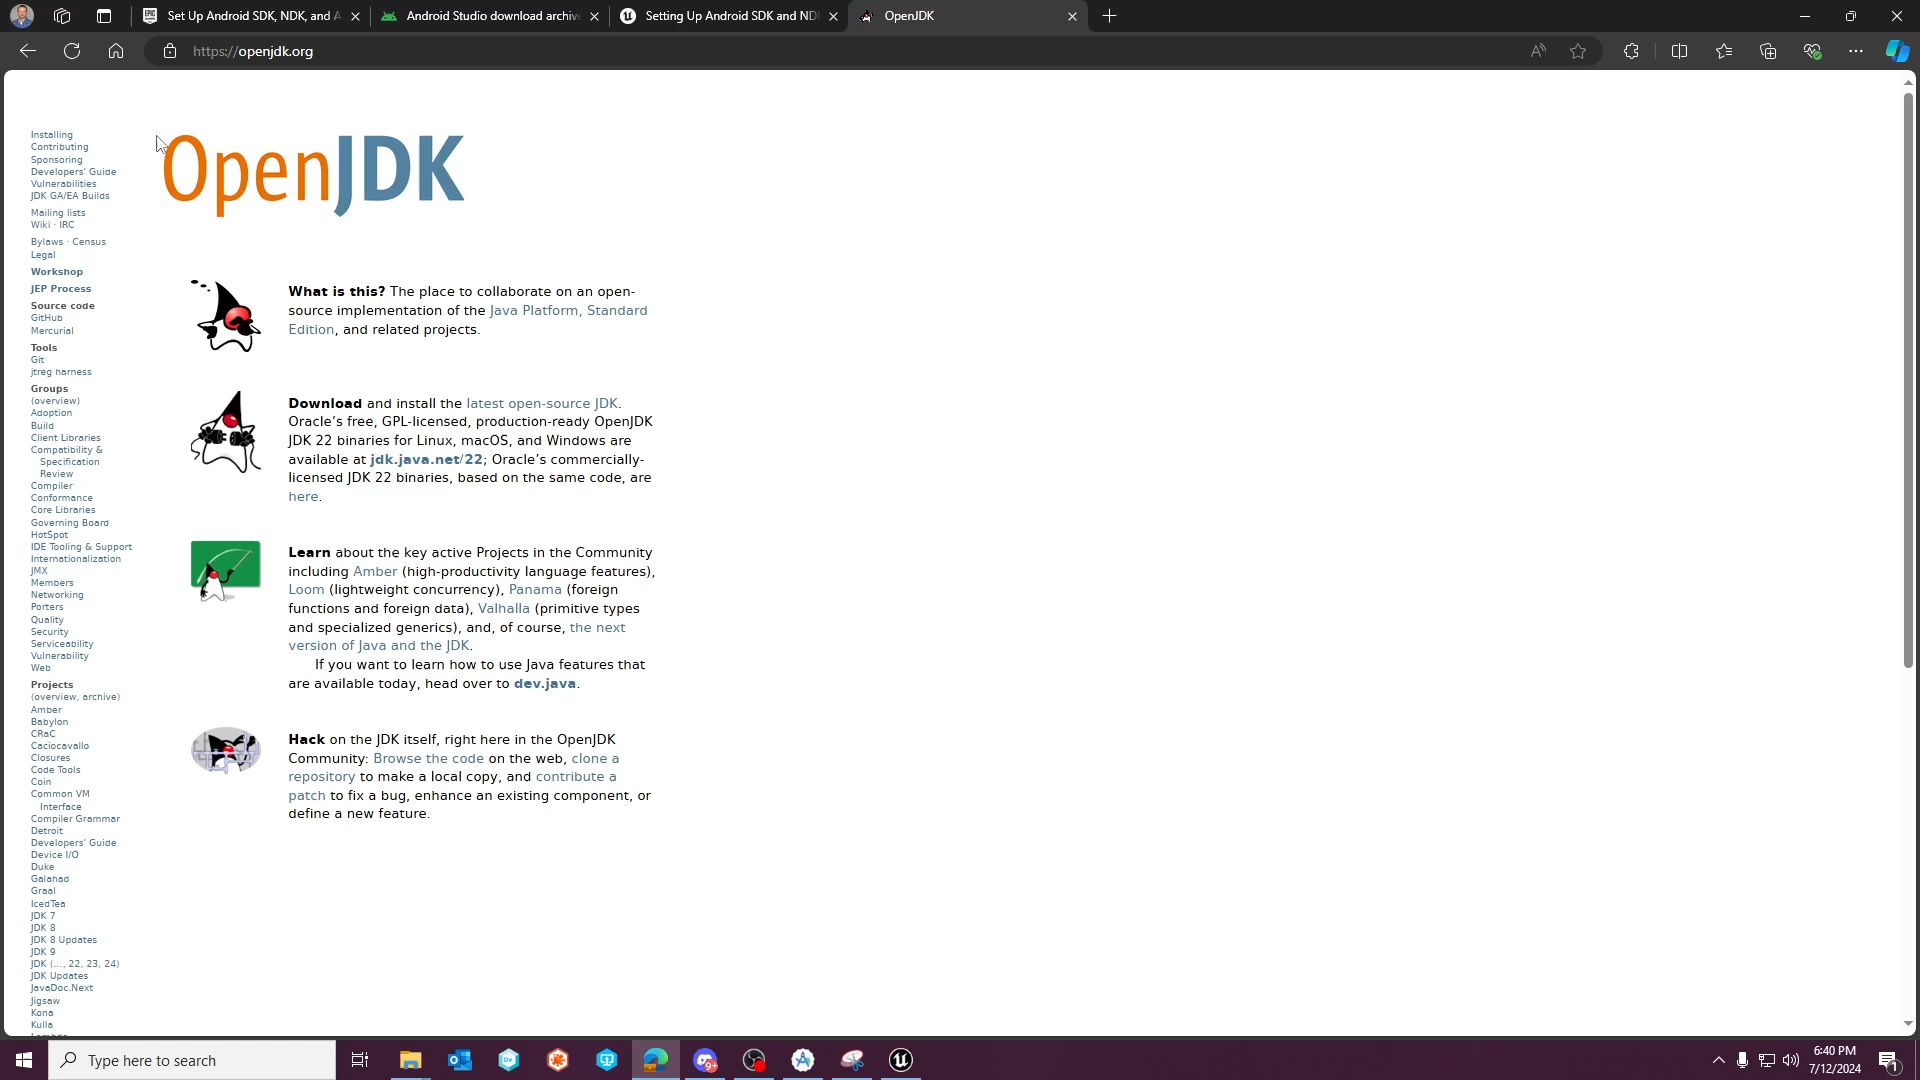 Set Up Android SDK, NDK, and A
Android Studio download archive
Setting Up Android SDK and ND
OpenJDK
https://openjdk.org
OpenJDK
Installing
Contributing
Sponsoring
Developers' Guide
Vulnerabilities
JDK GA/EA Builds
Mailing lists
Wiki · IRC
Bylaws · Census
Legal
Workshop
JEP Process
Source code
GitHub
Mercurial
Tools
Git
jtreg harness
Groups
(overview)
Adoption
Build
Client Libraries
Compatibility &
Specification
Review
Compiler
Conformance
Core Libraries
Governing Board
HotSpot
IDE Tooling & Support
Internationalization
JMX
Members
Networking
Porters
Quality
Security
Serviceability
Vulnerability
Web
Projects
(overview, archive)
Amber
Babylon
CRaC
Caciocavallo
Closures
Code Tools
Coin
Common VM
Interface
Compiler Grammar
Detroit
Developers' Guide
Device I/O
Duke
Galahad
Graal
IcedTea
JDK 7
JDK 8
JDK 8 Updates
JDK 9
JDK (…, 22, 23, 24)
JDK Updates
JavaDoc.Next
Jigsaw
Kona
Kulla
What is this? The place to collaborate on an open-
source implementation of the Java Platform, Standard
Edition, and related projects.
Download and install the latest open-source JDK.
Oracle’s free, GPL-licensed, production-ready OpenJDK
JDK 22 binaries for Linux, macOS, and Windows are
available at jdk.java.net/22; Oracle’s commercially-
licensed JDK 22 binaries, based on the same code, are
here.
Learn about the key active Projects in the Community
including Amber (high-productivity language features),
Loom (lightweight concurrency), Panama (foreign
functions and foreign data), Valhalla (primitive types
and specialized generics), and, of course, the next
version of Java and the JDK.
If you want to learn how to use Java features that
are available today, head over to dev.java.
Hack on the JDK itself, right here in the OpenJDK
Community: Browse the code on the web, clone a
repository to make a local copy, and contribute a
patch to fix a bug, enhance an existing component, or
define a new feature.
Type here to search
9+
6:40 PM
7/12/2024
1